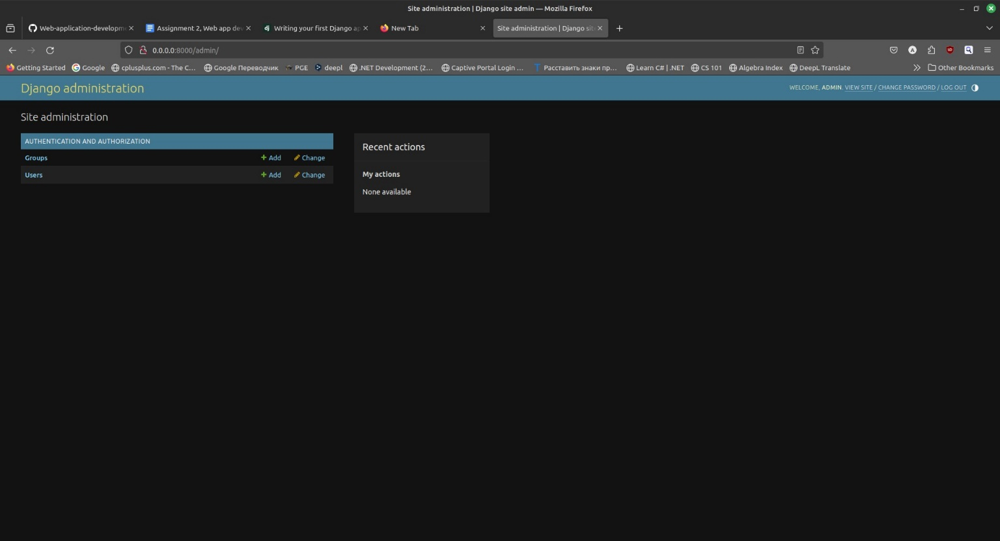 Site administration | Django site admin — Mozilla Firefox
Web-application-developm
Assignment 2, Web app dev
Writing your first Django ap
New Tab
Site administration | Django sit
0.0.0.0:8000/admin/
Getting Started
Google
cplusplus.com - The C...
Google Переводчик
PGE
deepl
.NET Development (2...
Captive Portal Login ...
Расставить знаки пр...
Learn C# | .NET
CS 101
Algebra Index
DeepL Translate
Other Bookmarks
Django administration
WELCOME, ADMIN. VIEW SITE / CHANGE PASSWORD / LOG OUT
Site administration
AUTHENTICATION AND AUTHORIZATION
Groups Add Change
Users Add Change
Recent actions
My actions
None available